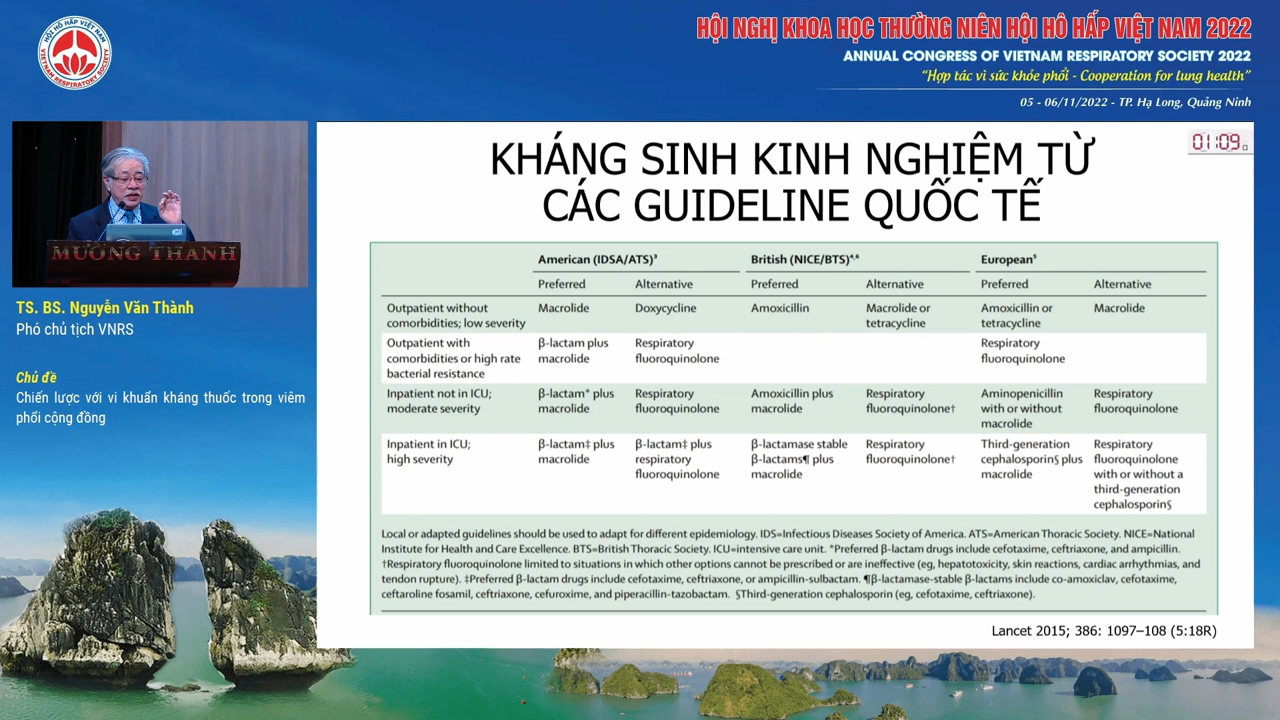 HỘI HÔ HẤP VIỆT NAM
VIETNAM RESPIRATORY SOCIETY
HỘI NGHỊ KHOA HỌC THƯỜNG NIÊN HỘI HÔ HẤP VIỆT NAM 2022
ANNUAL CONGRESS OF VIETNAM RESPIRATORY SOCIETY 2022
“Hợp tác vì sức khỏe phổi - Cooperation for lung health”
05 - 06/11/2022 - TP. Hạ Long, Quảng Ninh
MƯỜNG THANH
TS. BS. Nguyễn Văn Thành
Phó chủ tịch VNRS
Chủ đề
Chiến lược với vi khuẩn kháng thuốc trong viêm
phổi cộng đồng
01:09
KHÁNG SINH KINH NGHIỆM TỪ
CÁC GUIDELINE QUỐC TẾ
American (IDSA/ATS)³ British (NICE/BTS)⁴,⁶ European⁵
Preferred Alternative Preferred Alternative Preferred Alternative
Outpatient without Macrolide Doxycycline Amoxicillin Macrolide or Amoxicillin or Macrolide
comorbidities; low severity tetracycline tetracycline
Outpatient with β-lactam plus Respiratory Respiratory
comorbidities or high rate macrolide fluoroquinolone fluoroquinolone
bacterial resistance
Inpatient not in ICU; β-lactam* plus Respiratory Amoxicillin plus Respiratory Aminopenicillin Respiratory
moderate severity macrolide fluoroquinolone macrolide fluoroquinolone† with or without fluoroquinolone
macrolide
Inpatient in ICU; β-lactam‡ plus β-lactam‡ plus β-lactamase stable Respiratory Third-generation Respiratory
high severity macrolide respiratory β-lactams¶ plus fluoroquinolone† cephalosporin§ plus fluoroquinolone
fluoroquinolone macrolide macrolide with or without a
third-generation
cephalosporin§
Local or adapted guidelines should be used to adapt for different epidemiology. IDS=Infectious Diseases Society of America. ATS=American Thoracic Society. NICE=National
Institute for Health and Care Excellence. BTS=British Thoracic Society. ICU=intensive care unit. *Preferred β-lactam drugs include cefotaxime, ceftriaxone, and ampicillin.
†Respiratory fluoroquinolone limited to situations in which other options cannot be prescribed or are ineffective (eg, hepatotoxicity, skin reactions, cardiac arrhythmias, and
tendon rupture). ‡Preferred β-lactam drugs include cefotaxime, ceftriaxone, or ampicillin-sulbactam. ¶β-lactamase-stable β-lactams include co-amoxiclav, cefotaxime,
ceftaroline fosamil, ceftriaxone, cefuroxime, and piperacillin-tazobactam. §Third-generation cephalosporin (eg, cefotaxime, ceftriaxone).
Lancet 2015; 386: 1097–108 (5:18R)